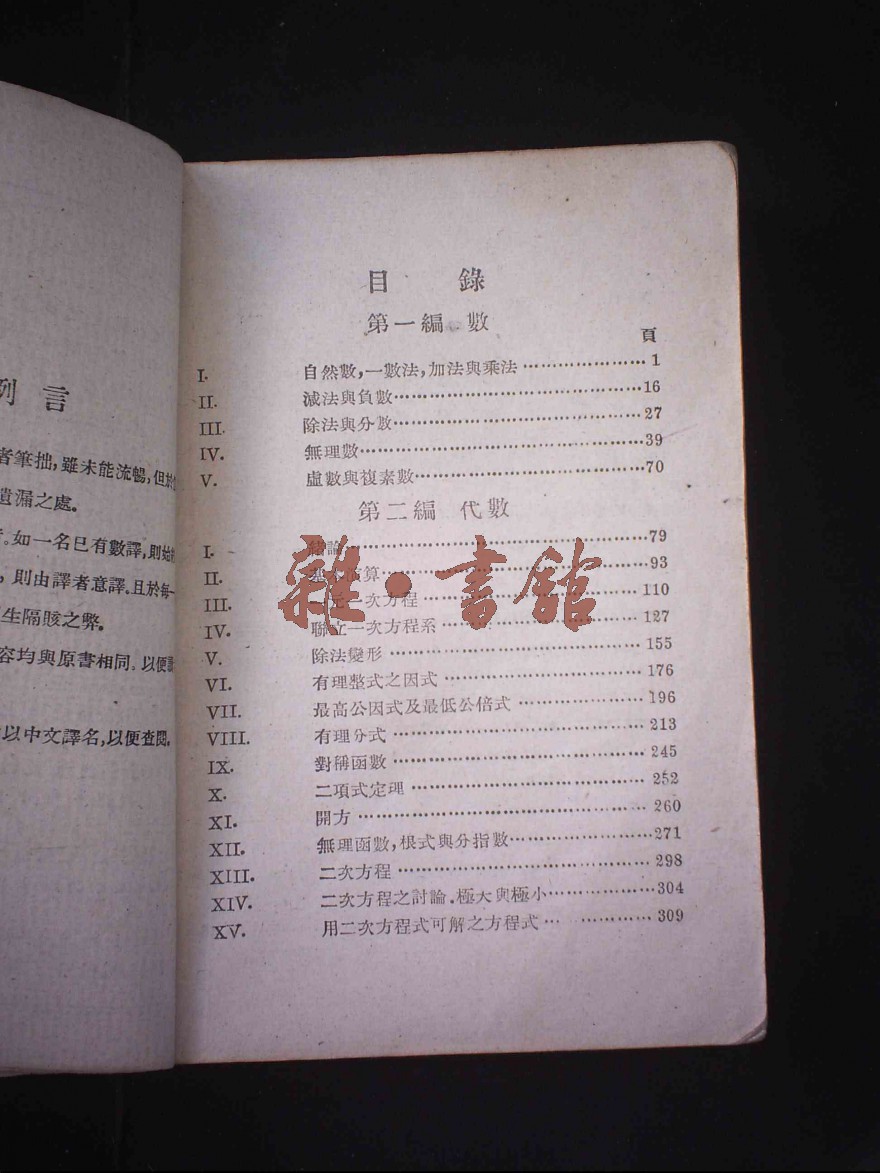 例言
者筆拙,雖未能流暢,但於
遺漏之處。
。如一名已有數譯,則始
,則由譯者意譯,且於每一
生隔膜之弊。
容均與原書相同。以便讀
以中文譯名,以便查閱。
目錄
第一編 數
頁
I. 自然數,一數法,加法與乘法……………………1
II. 減法與負數……………………16
III. 除法與分數……………………27
IV. 無理數……………………39
V. 虛數與複素數……………………70
第二編 代數
I. 緒論……………………79
II. 基本演算……………………93
III. 元一次方程……………………110
IV. 聯立一次方程系……………………127
V. 除法變形……………………155
VI. 有理整式之因式……………………176
VII. 最高公因式及最低公倍式……………………196
VIII. 有理分式……………………213
IX. 對稱函數……………………245
X. 二項式定理……………………252
XI. 開方……………………260
XII. 無理函數,根式與分指數……………………271
XIII. 二次方程……………………298
XIV. 二次方程之討論.極大與極小……………………304
XV. 用二次方程式可解之方程式……………………309
雜·書館